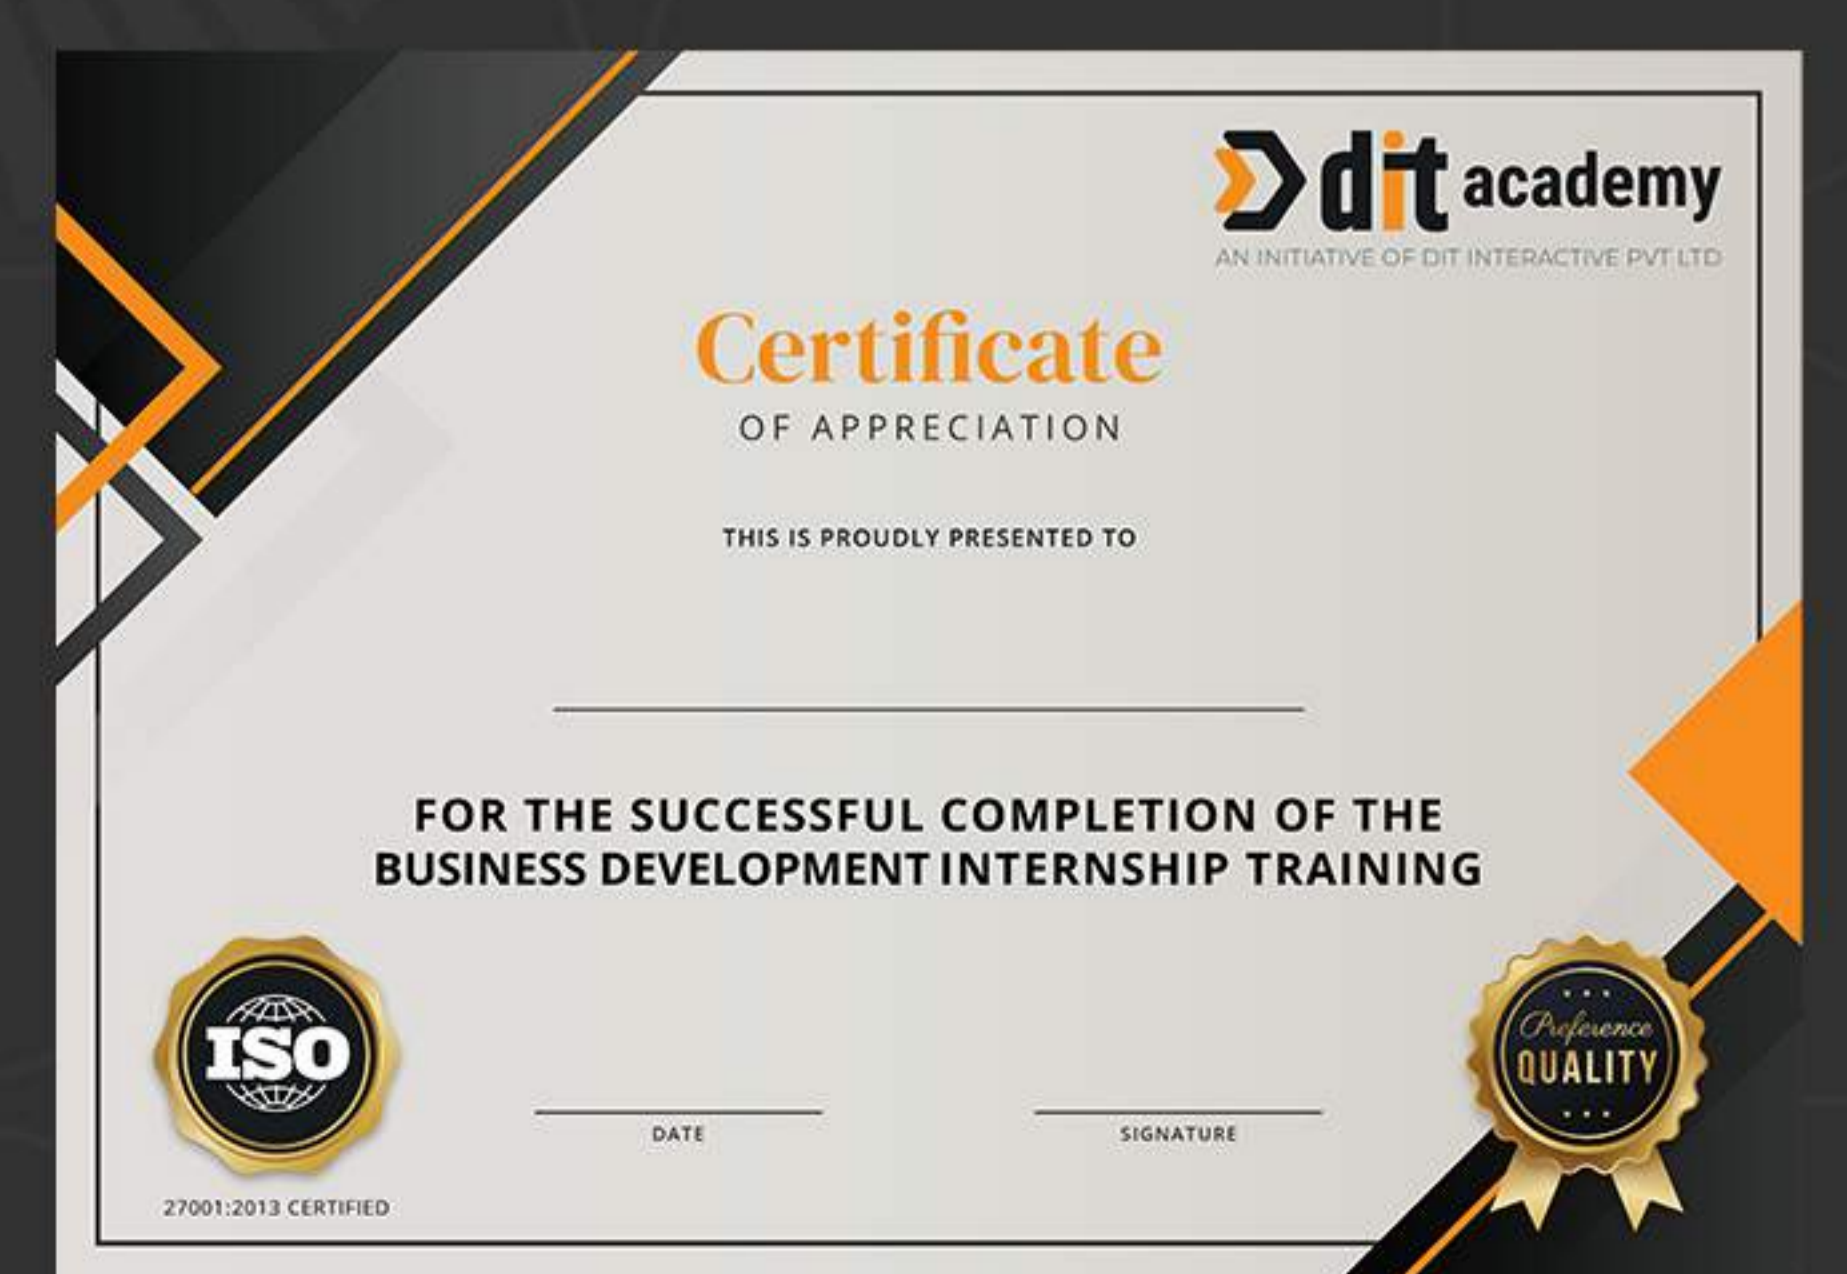 dit academy
AN INITIATIVE OF DIT INTERACTIVE PVT LTD
Certificate
OF APPRECIATION
THIS IS PROUDLY PRESENTED TO
FOR THE SUCCESSFUL COMPLETION OF THE
BUSINESS DEVELOPMENT INTERNSHIP TRAINING
ISO
27001:2013 CERTIFIED
DATE
SIGNATURE
Preference
QUALITY